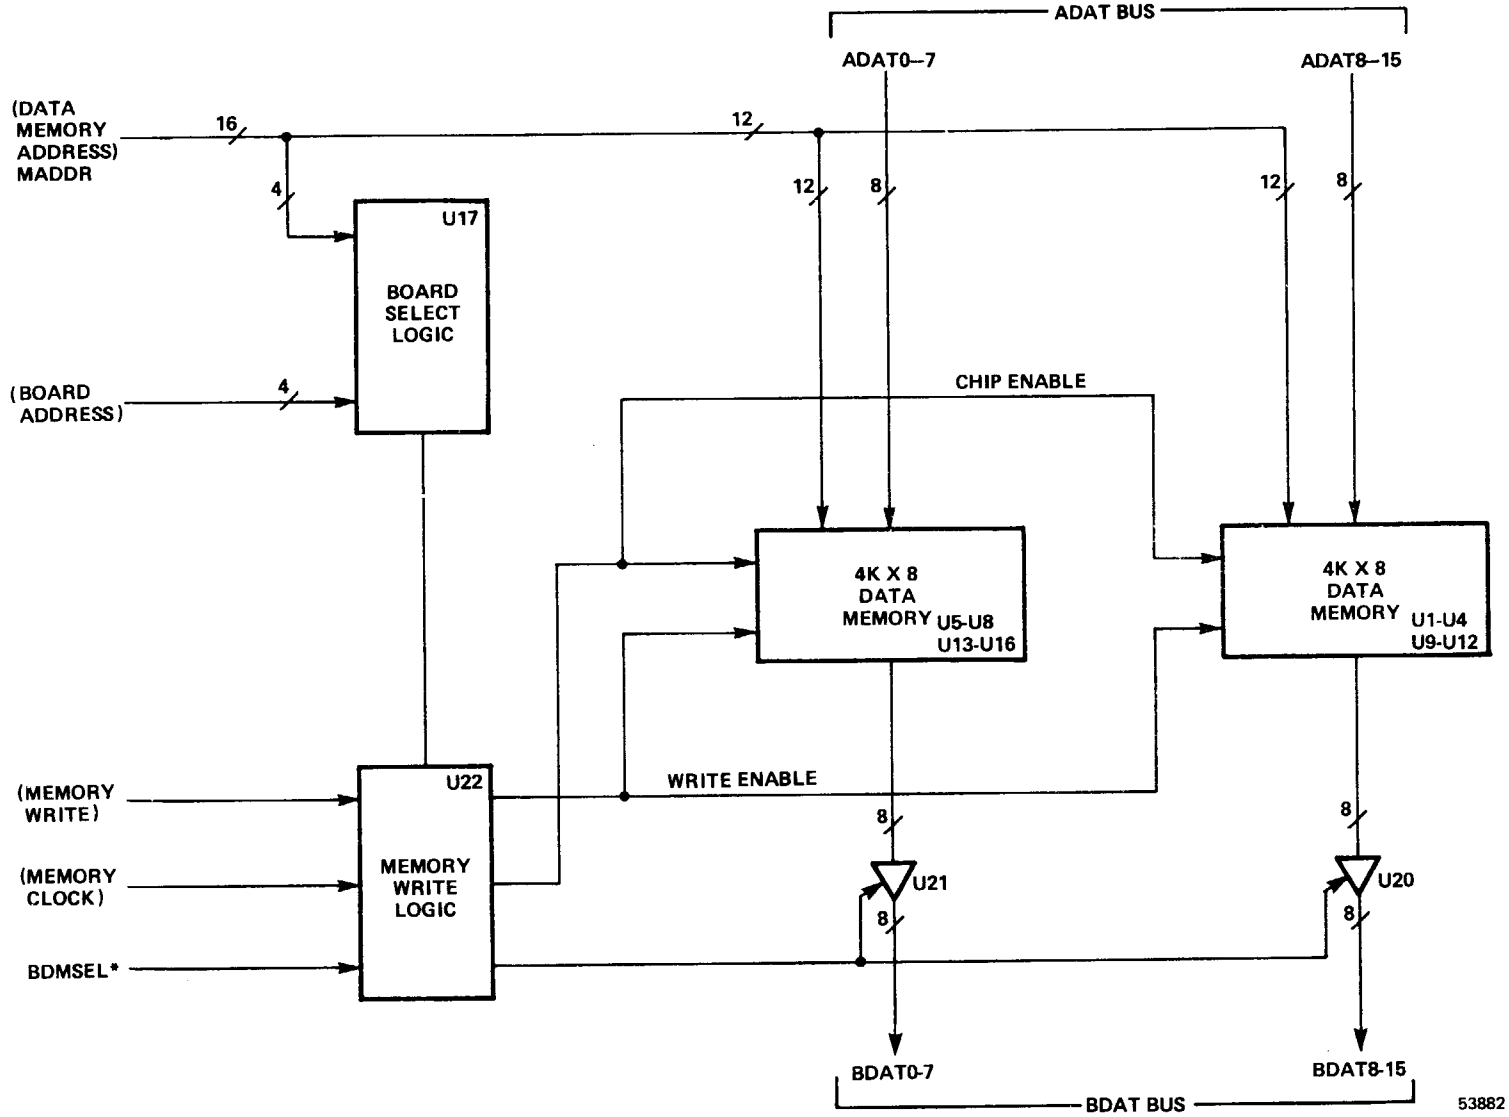 ADAT BUS
ADAT0–7
ADAT8–15
(DATA
MEMORY
ADDRESS)
MADDR
16
12
4
12
8
12
8
U17
BOARD
SELECT
LOGIC
(BOARD
ADDRESS)
4
CHIP ENABLE
4K X 8
DATA
MEMORY
U5-U8
U13-U16
4K X 8
DATA
MEMORY
U1-U4
U9-U12
(MEMORY
WRITE)
U22
WRITE ENABLE
(MEMORY
CLOCK)
MEMORY
WRITE
LOGIC
8
8
U21
U20
8
8
BDMSEL*
BDAT0-7
BDAT8-15
BDAT BUS
53882